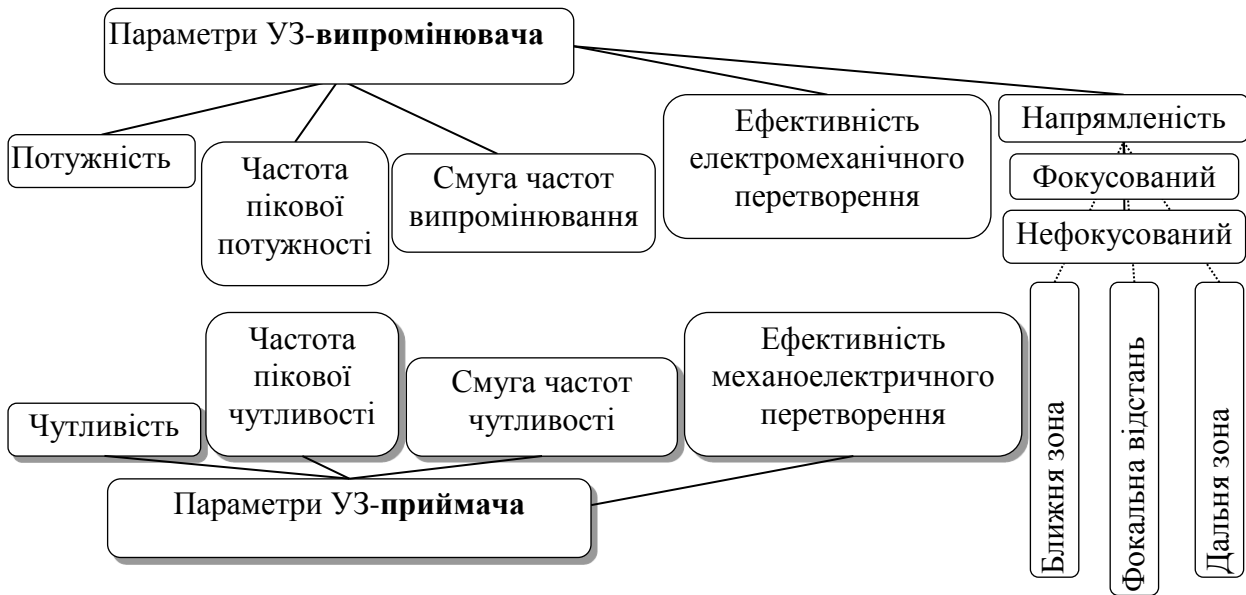 Параметри УЗ-випромінювача
Потужність
Частота
пікової
потужності
Смуга частот
випромінювання
Ефективність
електромеханічного
перетворення
Напрямленість
Фокусований
Нефокусований
Ближня зона
Фокальна відстань
Дальня зона
Чутливість
Частота
пікової
чутливості
Смуга частот
чутливості
Ефективність
механоелектричного
перетворення
Параметри УЗ-приймача